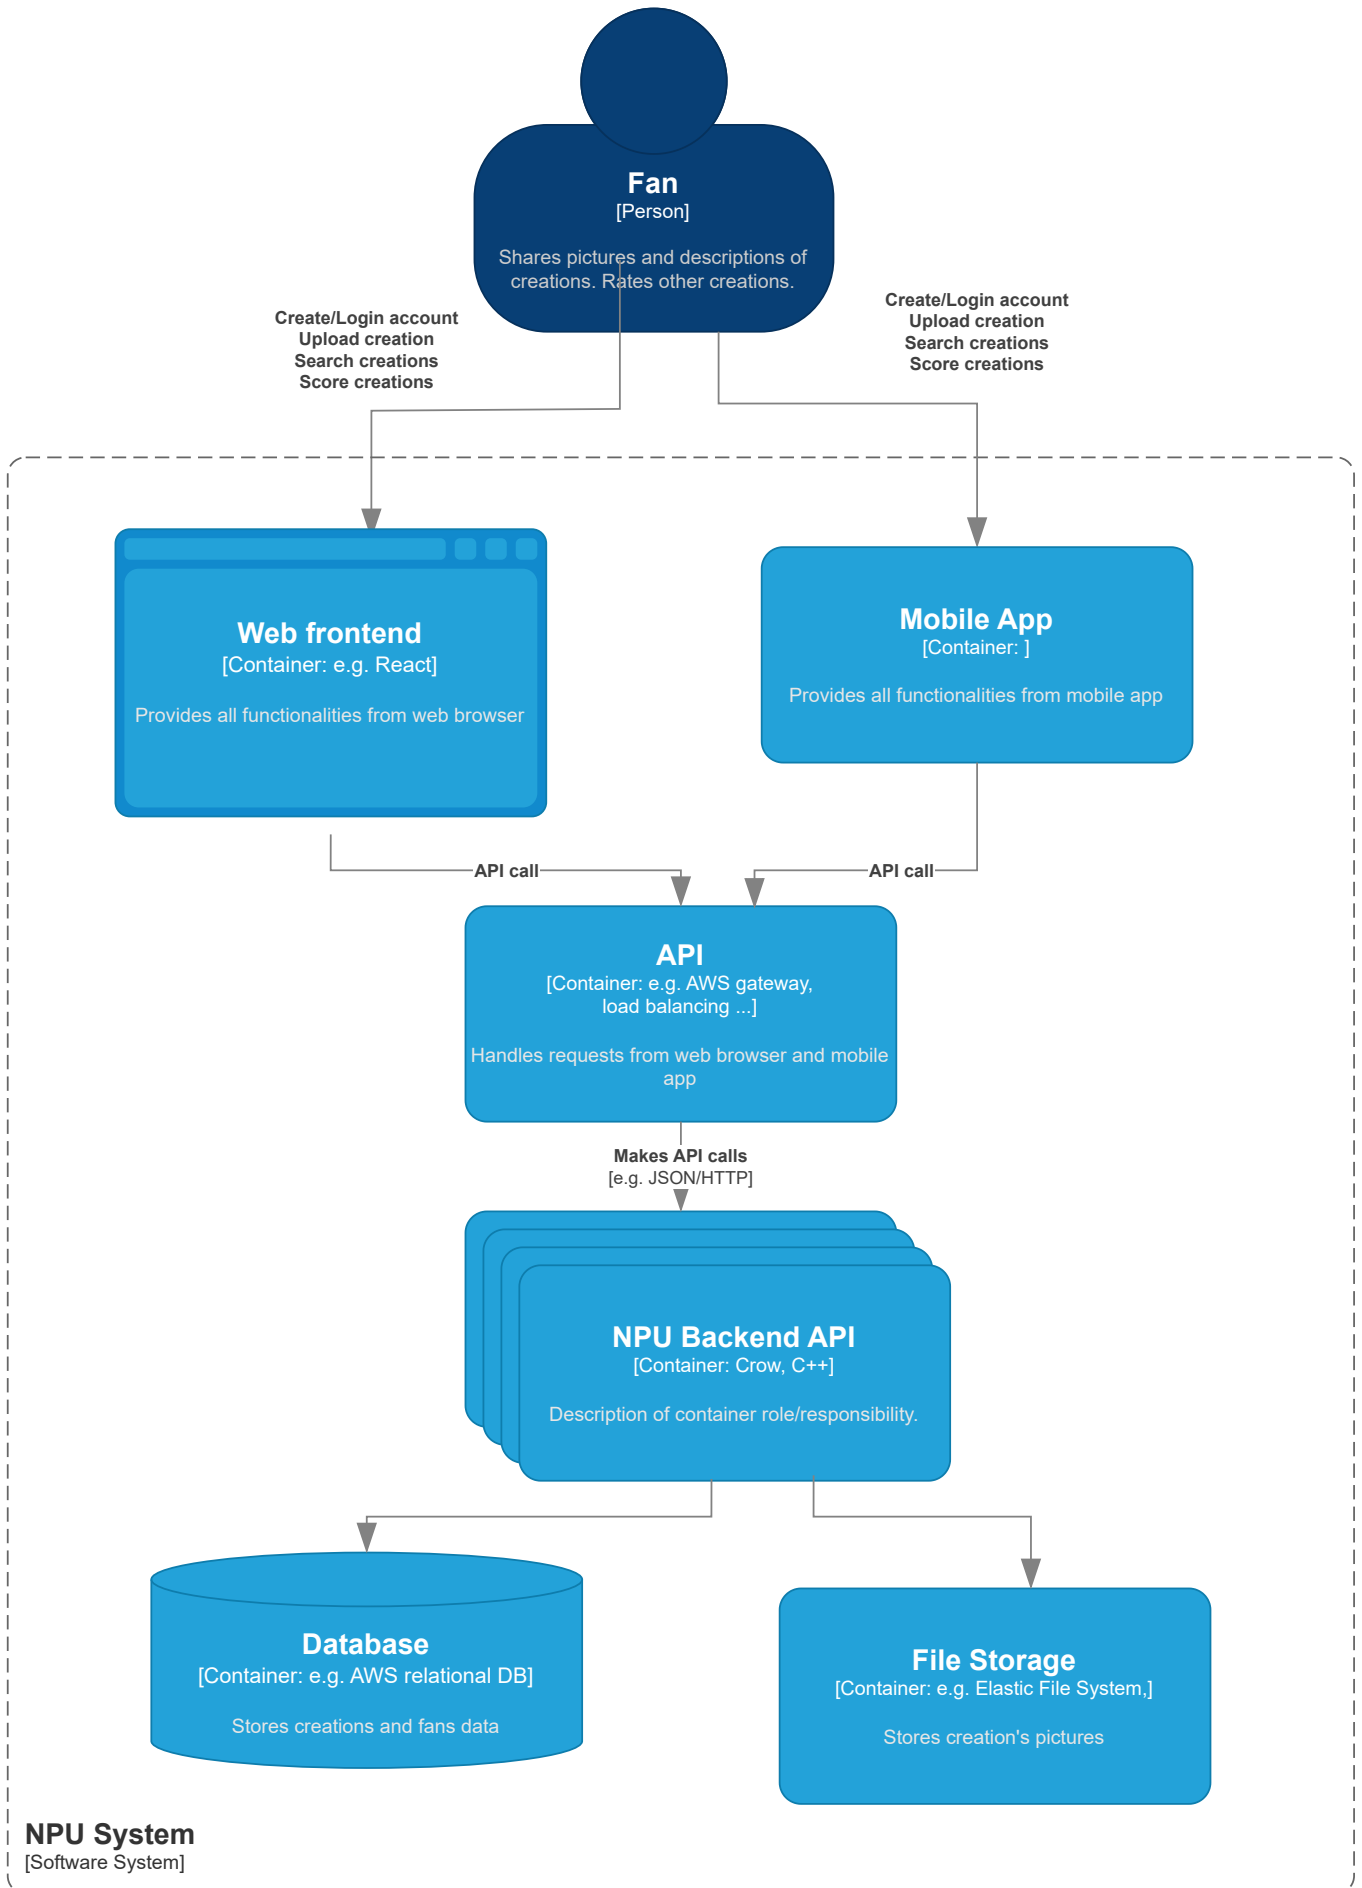 Fan
[Person]
Shares pictures and descriptions of
creations. Rates other creations.
Create/Login account
Upload creation
Search creations
Score creations
Create/Login account
Upload creation
Search creations
Score creations
Web frontend
[Container: e.g. React]
Provides all functionalities from web browser
Mobile App
[Container: ]
Provides all functionalities from mobile app
API call
API call
API
[Container: e.g. AWS gateway,
load balancing ...]
Handles requests from web browser and mobile
app
Makes API calls
[e.g. JSON/HTTP]
NPU Backend API
[Container: Crow, C++]
Description of container role/responsibility.
Database
[Container: e.g. AWS relational DB]
Stores creations and fans data
File Storage
[Container: e.g. Elastic File System,]
Stores creation's pictures
NPU System
[Software System]